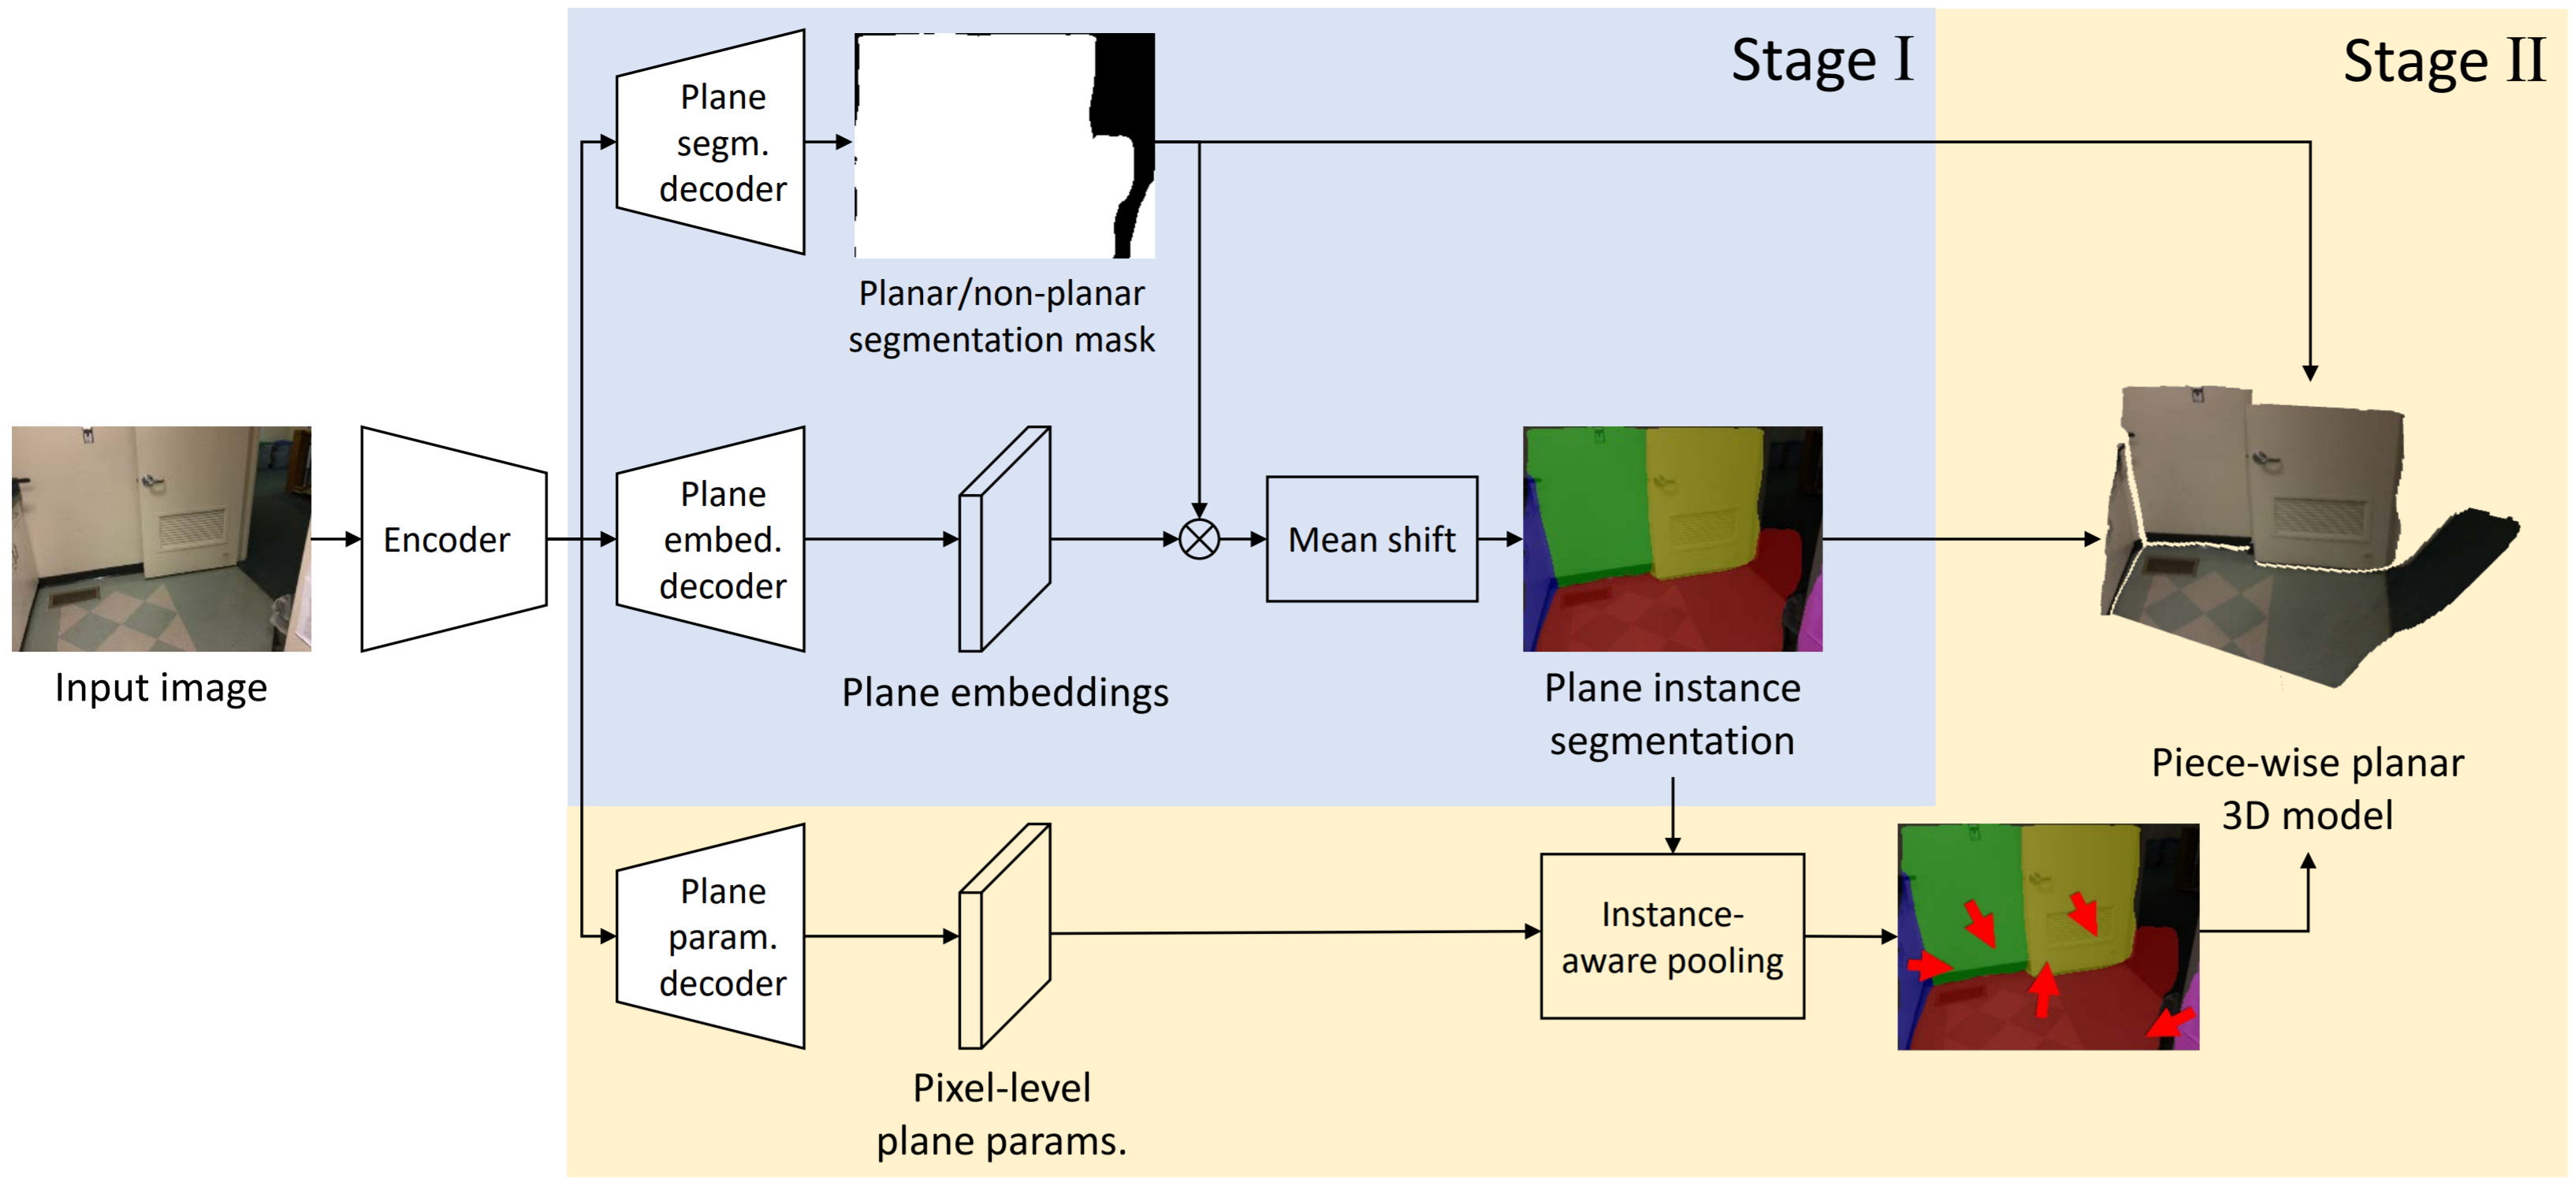 Stage I
Stage II
Plane
segm.
decoder
Planar/non-planar
segmentation mask
Input image
Encoder
Plane
embed.
decoder
Plane embeddings
Mean shift
Plane instance
segmentation
Piece-wise planar
3D model
Plane
param.
decoder
Pixel-level
plane params.
Instance-
aware pooling